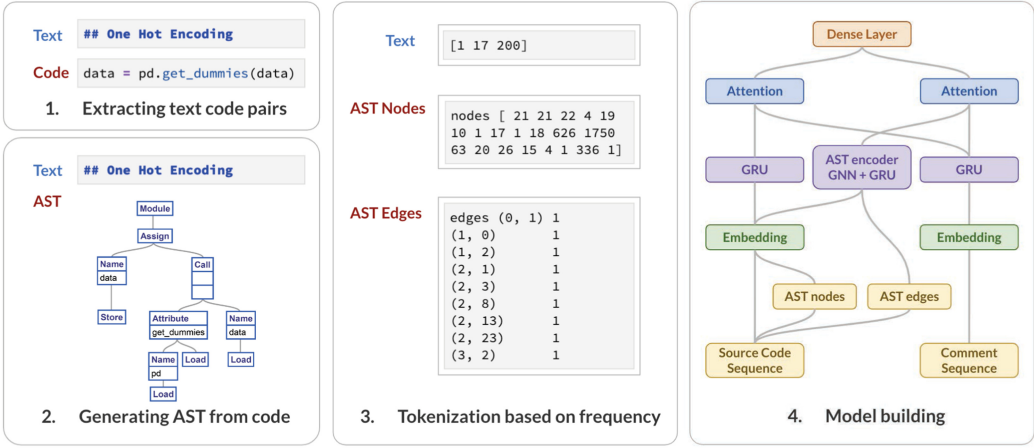 Text
## One Hot Encoding
Code
data = pd.get_dummies(data)
1. Extracting text code pairs
Text
## One Hot Encoding
AST
Module
Assign
Name
data
Call
Store
Attribute
get_dummies
Name
data
Name
pd
Load
Load
Load
2. Generating AST from code
Text
[1 17 200]
AST Nodes
nodes [ 21 21 22 4 19
10 1 17 1 18 626 1750
63 20 26 15 4 1 336 1]
AST Edges
edges (0, 1) 1
(1, 0) 1
(1, 2) 1
(2, 1) 1
(2, 3) 1
(2, 8) 1
(2, 13) 1
(2, 23) 1
(3, 2) 1
3. Tokenization based on frequency
Dense Layer
Attention
Attention
GRU
AST encoder
GNN + GRU
GRU
Embedding
Embedding
AST nodes
AST edges
Source Code
Sequence
Comment
Sequence
4. Model building